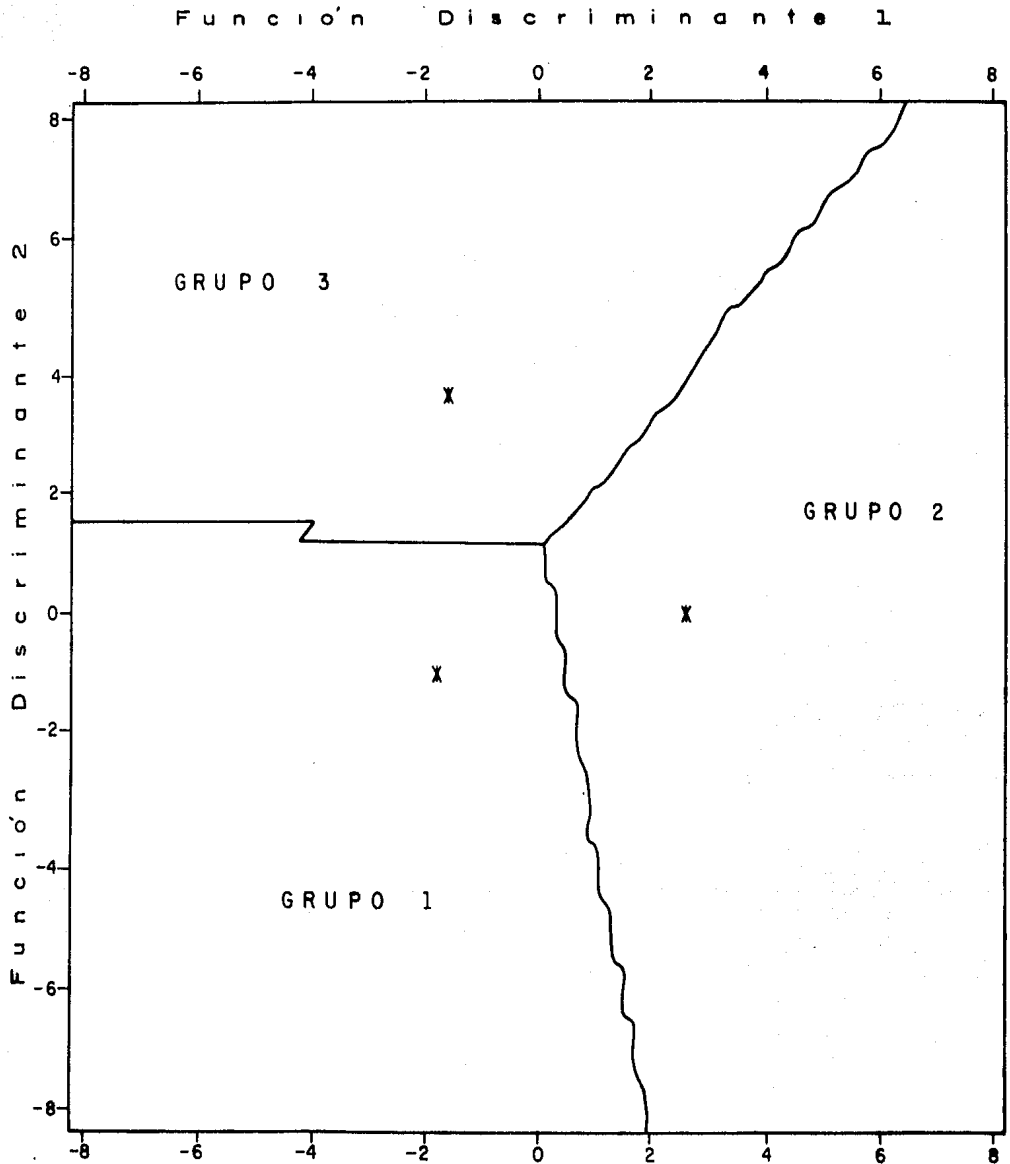 Función Discriminante 1
-8 -6 -4 -2 0 2 4 6 8
Función Discriminante 2
8
6
4
2
0
-2
-4
-6
-8
GRUPO 3
GRUPO 2
GRUPO 1
-8 -6 -4 -2 0 2 4 6 8